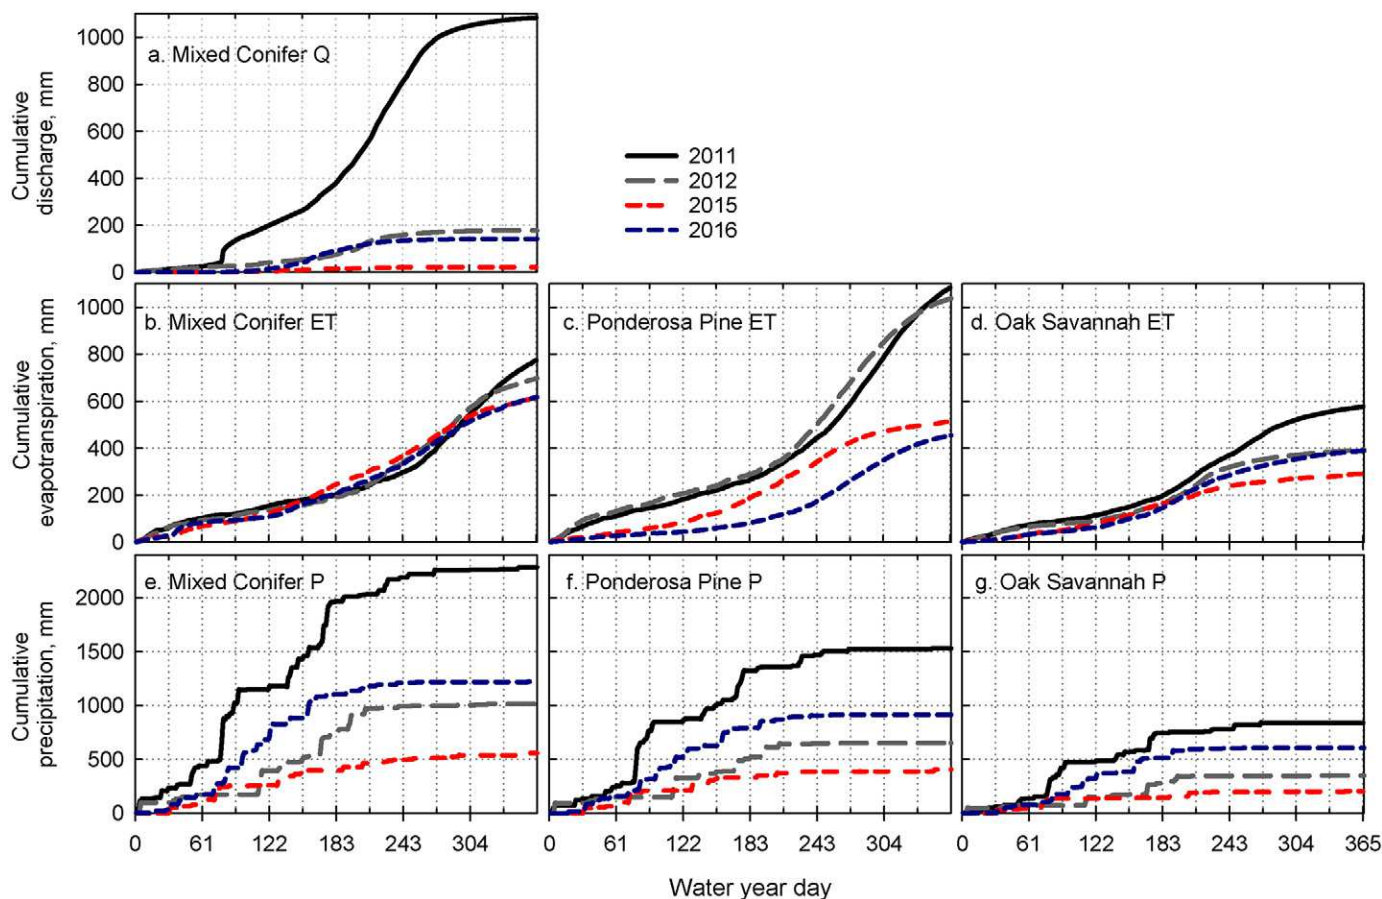 Cumulative
discharge, mm
1000
800
600
400
200
0
a. Mixed Conifer Q
2011
2012
2015
2016
Cumulative
evapotranspiration, mm
1000
800
600
400
200
0
b. Mixed Conifer ET
c. Ponderosa Pine ET
d. Oak Savannah ET
Cumulative
precipitation, mm
2000
1500
1000
500
0
e. Mixed Conifer P
f. Ponderosa Pine P
g. Oak Savannah P
0 61 122 183 243 304 0 61 122 183 243 304 0 61 122 183 243 304 365
Water year day